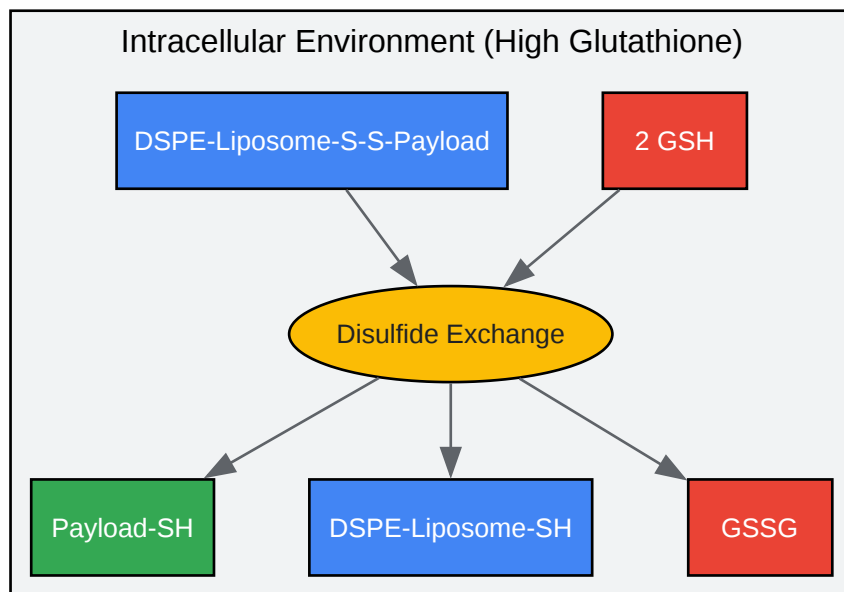 Intracellular Environment (High Glutathione)
DSPE-Liposome-S-S-Payload
2 GSH
Disulfide Exchange
Payload-SH
DSPE-Liposome-SH
GSSG